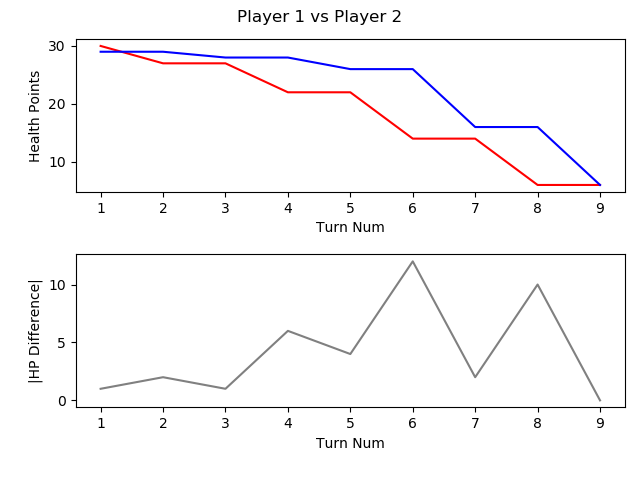 Player 1 vs Player 2
Health Points
30
20
10
1 2 3 4 5 6 7 8 9
Turn Num
|HP Difference|
10
5
0
1 2 3 4 5 6 7 8 9
Turn Num